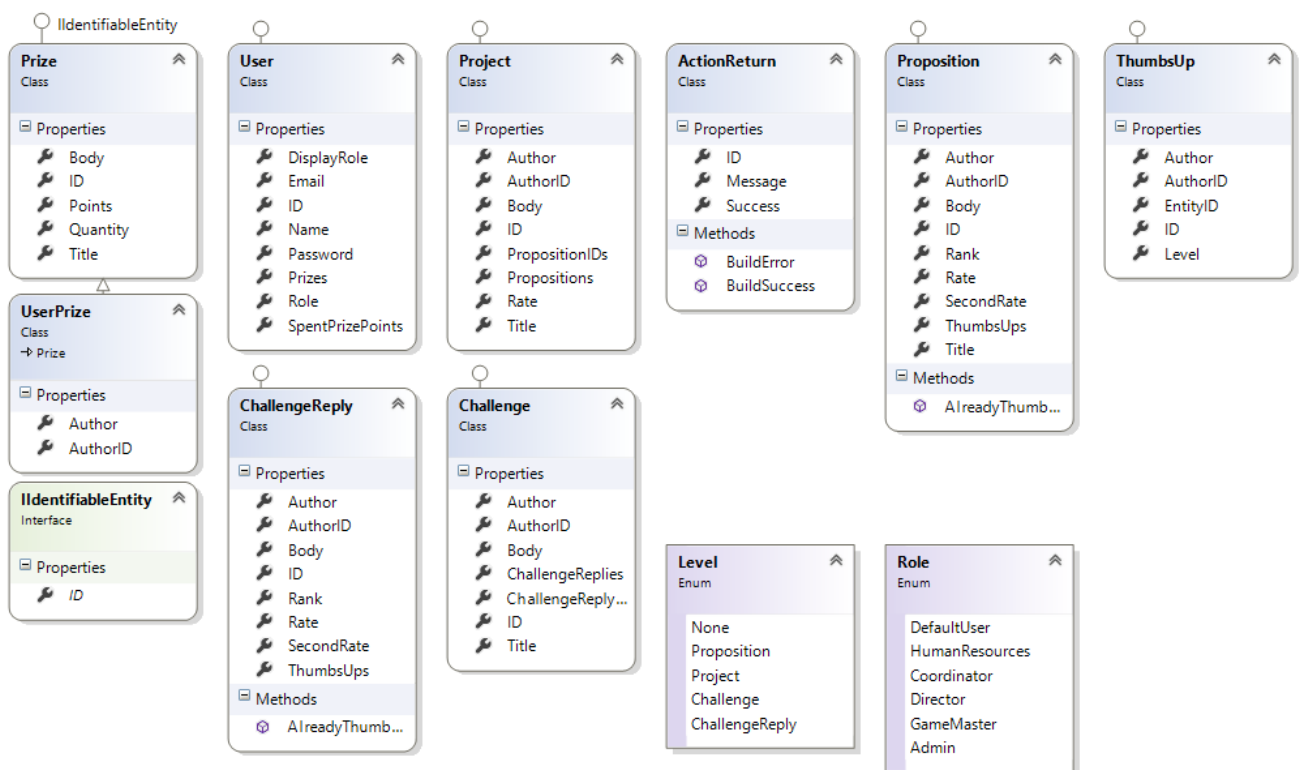 IIdentifiableEntity
Prize
Class
Properties
Body
ID
Points
Quantity
Title
UserPrize
Class
Prize
Properties
Author
AuthorID
IIdentifiableEntity
Interface
Properties
ID
User
Class
Properties
DisplayRole
Email
ID
Name
Password
Prizes
Role
SpentPrizePoints
ChallengeReply
Class
Properties
Author
AuthorID
Body
ID
Rank
Rate
SecondRate
ThumbsUps
Methods
AlreadyThumb...
Project
Class
Properties
Author
AuthorID
Body
ID
PropositionIDs
Propositions
Rate
Title
Challenge
Class
Properties
Author
AuthorID
Body
ChallengeReplies
ChallengeReply...
ID
Title
ActionReturn
Class
Properties
ID
Message
Success
Methods
BuildError
BuildSuccess
Level
Enum
None
Proposition
Project
Challenge
ChallengeReply
Proposition
Class
Properties
Author
AuthorID
Body
ID
Rank
Rate
SecondRate
ThumbsUps
Title
Methods
AlreadyThumb...
Role
Enum
DefaultUser
HumanResources
Coordinator
Director
GameMaster
Admin
ThumbsUp
Class
Properties
Author
AuthorID
EntityID
ID
Level